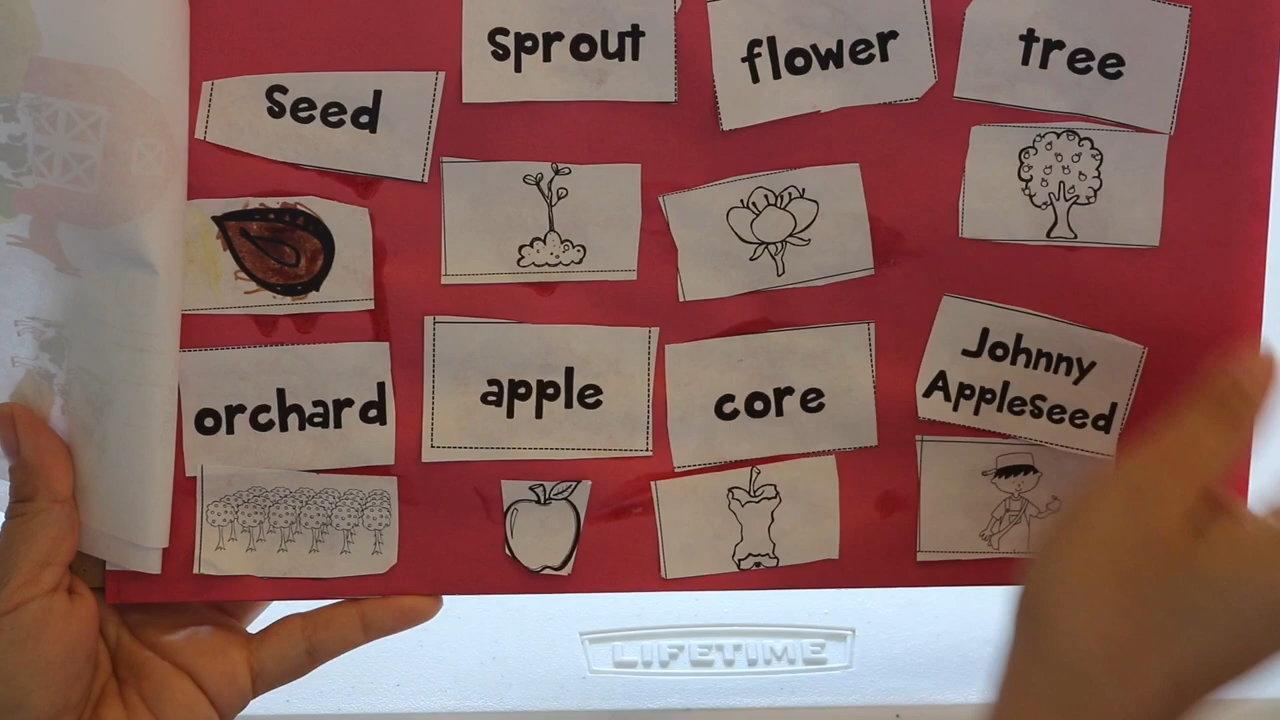 sprout
flower
tree
seed
orchard
apple
core
Johnny
AppleSeed
LIFETIME